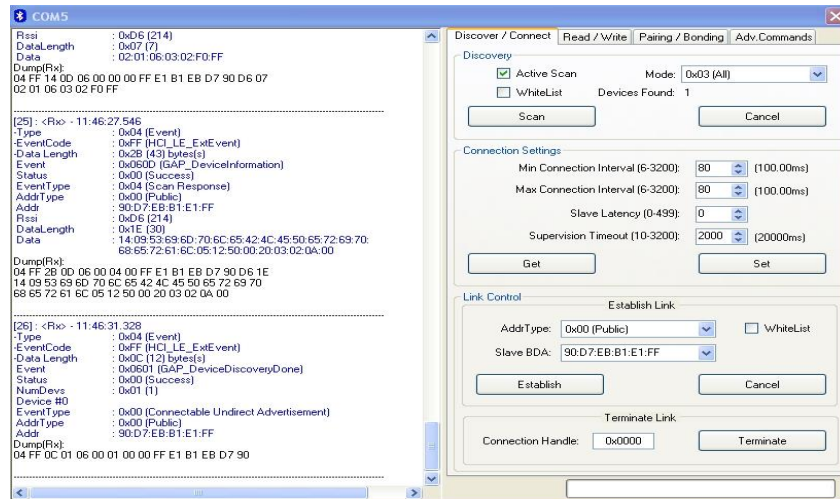 COM5
Rssi : 0xD6 (214)
DataLength : 0x07 (7)
Data : 02:01:06:03:02:F0:FF
Dump(Rx):
04 FF 14 0D 06 00 00 00 FF E1 B1 EB D7 90 D6 07
02 01 06 03 02 F0 FF
[25] : <Rx> - 11:46:27.546
-Type : 0x04 (Event)
-EventCode : 0xFF (HCI_LE_ExtEvent)
-Data Length : 0x2B (43) bytes(s)
Event : 0x060D (GAP_DeviceInformation)
Status : 0x00 (Success)
EventType : 0x04 (Scan Response)
AddrType : 0x00 (Public)
Addr : 90:D7:EB:B1:E1:FF
Rssi : 0xD6 (214)
DataLength : 0x1E (30)
Data : 14:09:53:69:6D:70:6C:65:42:4C:45:50:65:72:69:70:
68:65:72:61:6C:05:12:50:00:20:03:02:0A:00
Dump(Rx):
04 FF 2B 0D 06 00 04 00 FF E1 B1 EB D7 90 D6 1E
14 09 53 69 6D 70 6C 65 42 4C 45 50 65 72 69 70
68 65 72 61 6C 05 12 50 00 20 03 02 0A 00
[26] : <Rx> - 11:46:31.328
-Type : 0x04 (Event)
-EventCode : 0xFF (HCI_LE_ExtEvent)
-Data Length : 0x0C (12) bytes(s)
Event : 0x0601 (GAP_DeviceDiscoveryDone)
Status : 0x00 (Success)
NumDevs : 0x01 (1)
Device #0
EventType : 0x00 (Connectable Undirect Advertisement)
AddrType : 0x00 (Public)
Addr : 90:D7:EB:B1:E1:FF
Dump(Rx):
04 FF 0C 01 06 00 01 00 00 FF E1 B1 EB D7 90
Discover / Connect Read / Write Pairing / Bonding Adv.Commands
Discovery
Active Scan Mode: 0x03 (All)
WhiteList Devices Found: 1
Scan Cancel
Connection Settings
Min Connection Interval (6-3200): 80 (100.00ms)
Max Connection Interval (6-3200): 80 (100.00ms)
Slave Latency (0-499): 0
Supervision Timeout (10-3200): 2000 (20000ms)
Get Set
Link Control
Establish Link
AddrType: 0x00 (Public) WhiteList
Slave BDA: 90:D7:EB:B1:E1:FF
Establish Cancel
Terminate Link
Connection Handle: 0x0000 Terminate